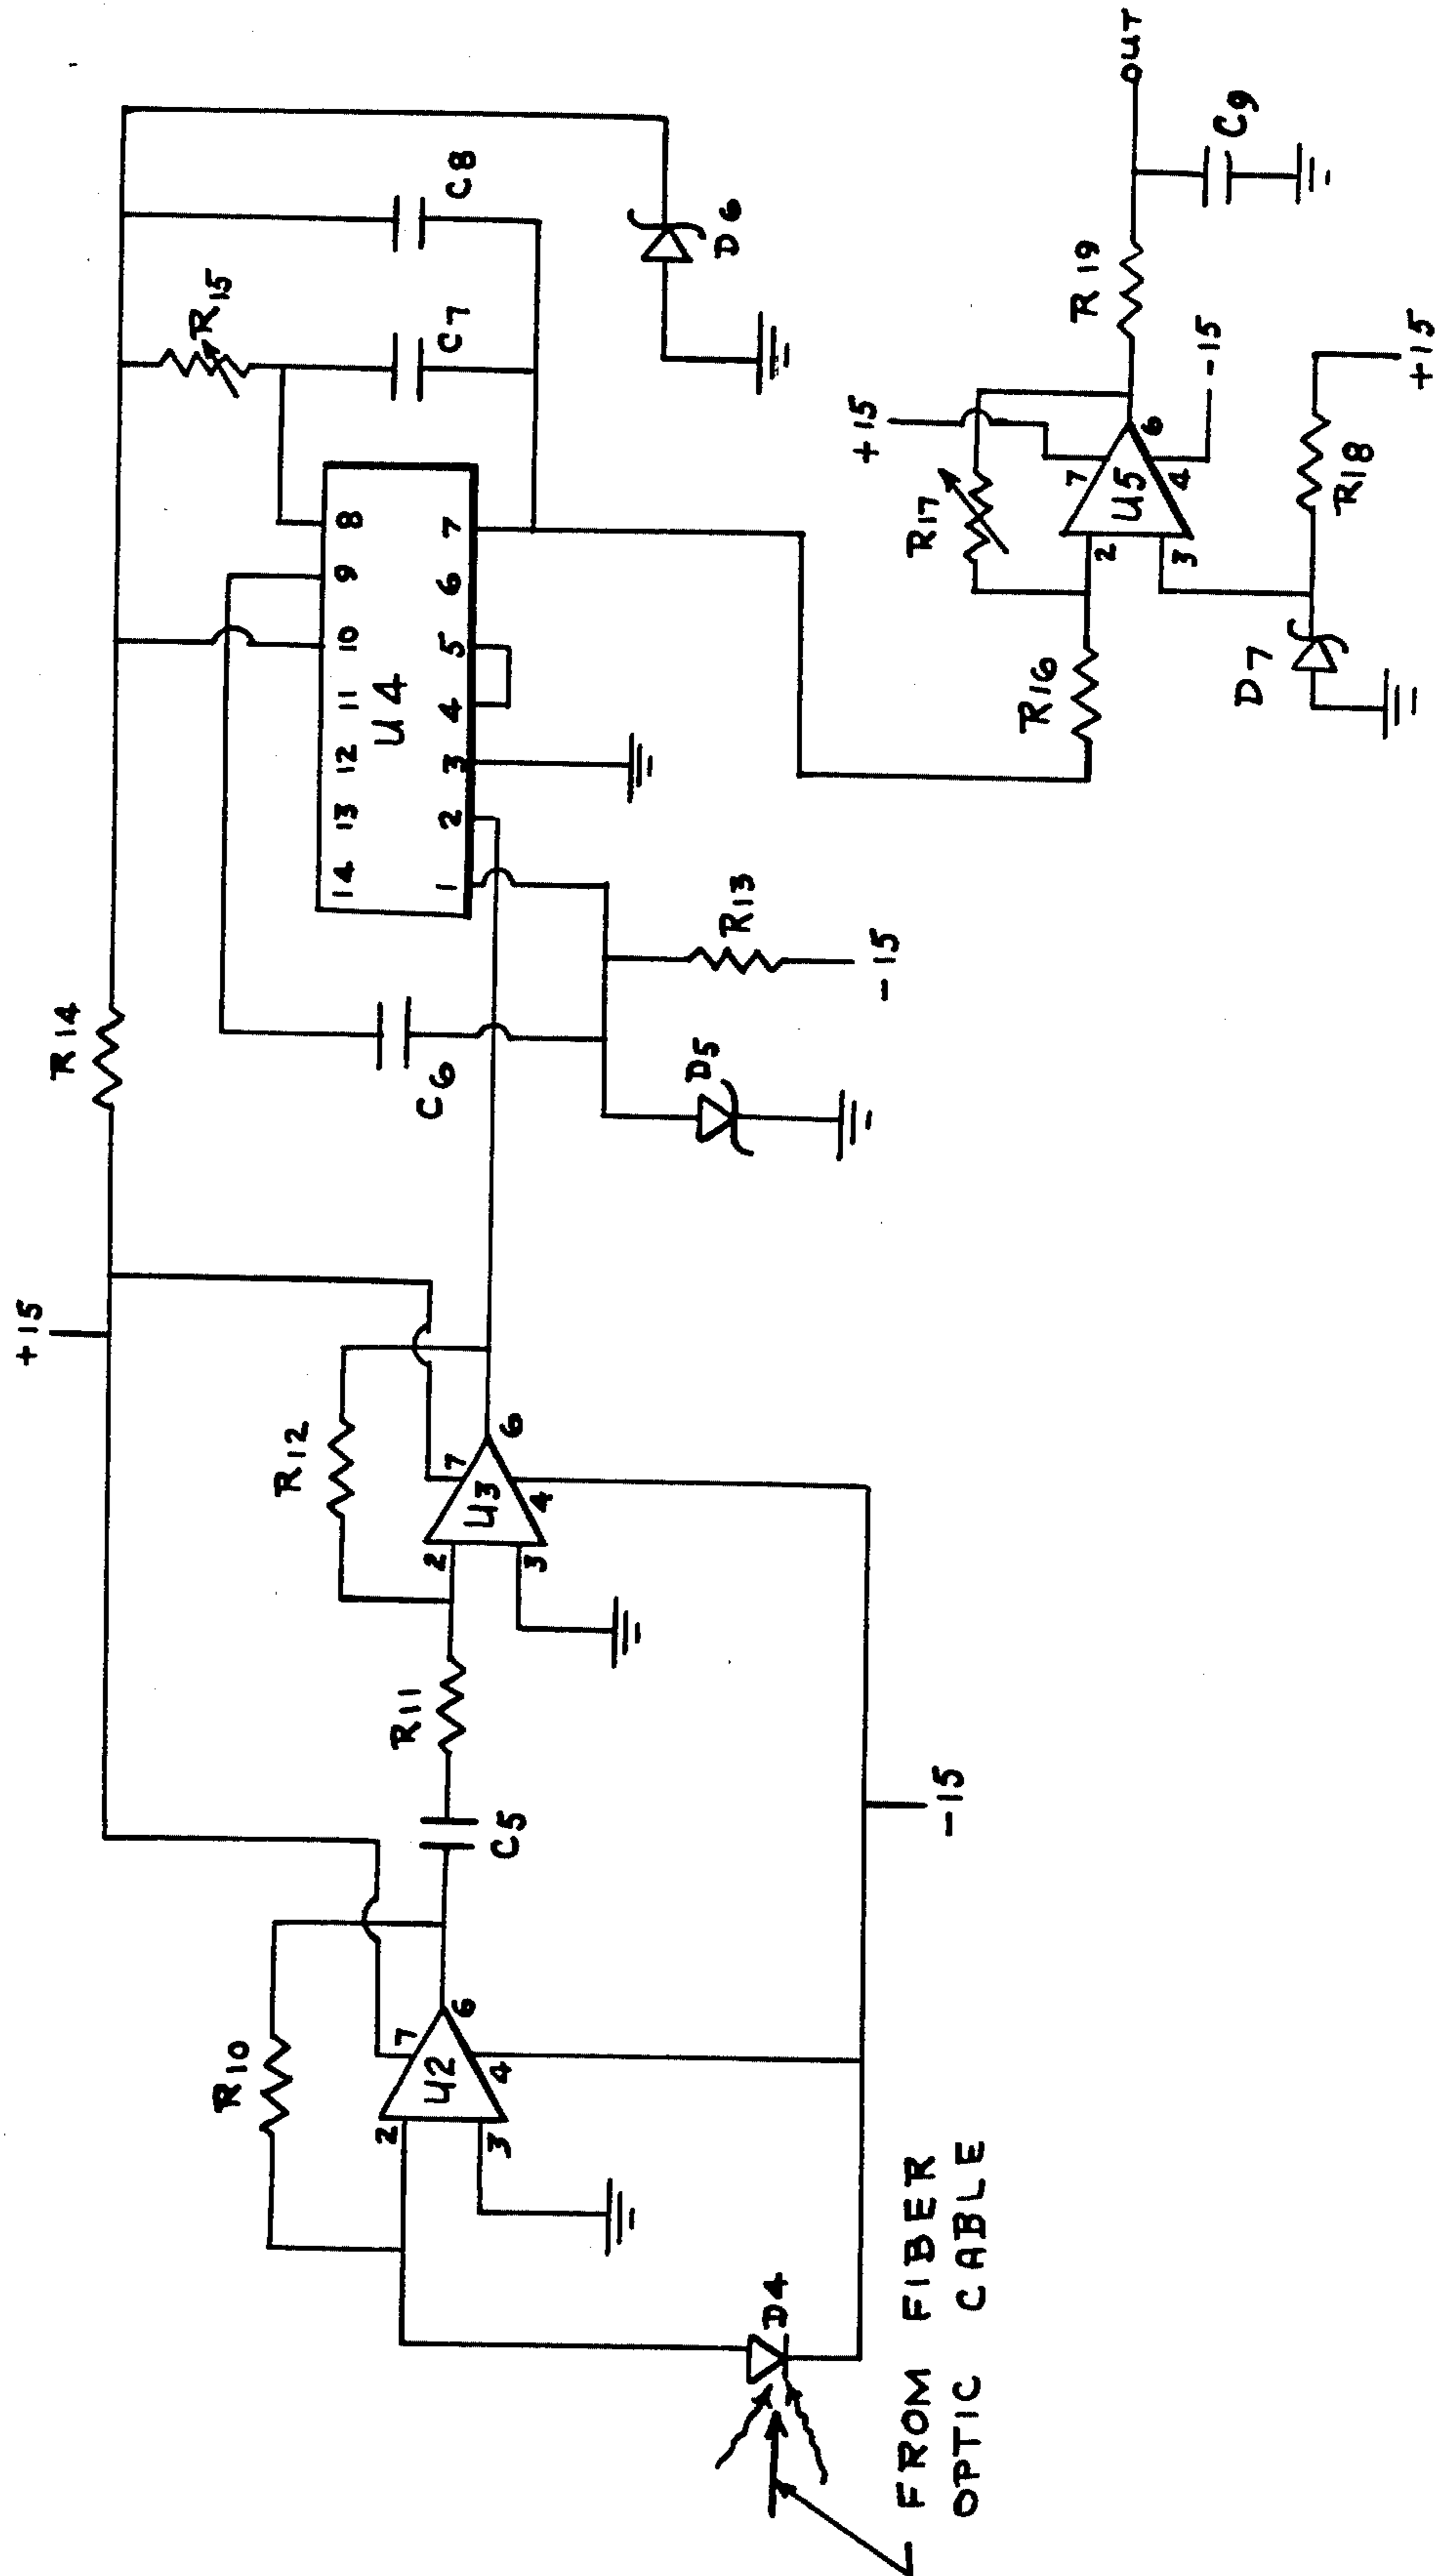 +15
R14
R15
C8
C7
D6
R10
R12
14 13 12 11 10 9 8
U4
1 2 3 4 5 6 7
C6
U2
2
3
7
4
6
C5
R11
U3
2
3
7
4
6
D5
R13
-15
D4
-15
FROM FIBER
OPTIC CABLE
R17
+15
R16
U5
2
3
7
4
6
-15
R19
OUT
C9
D7
R18
+15